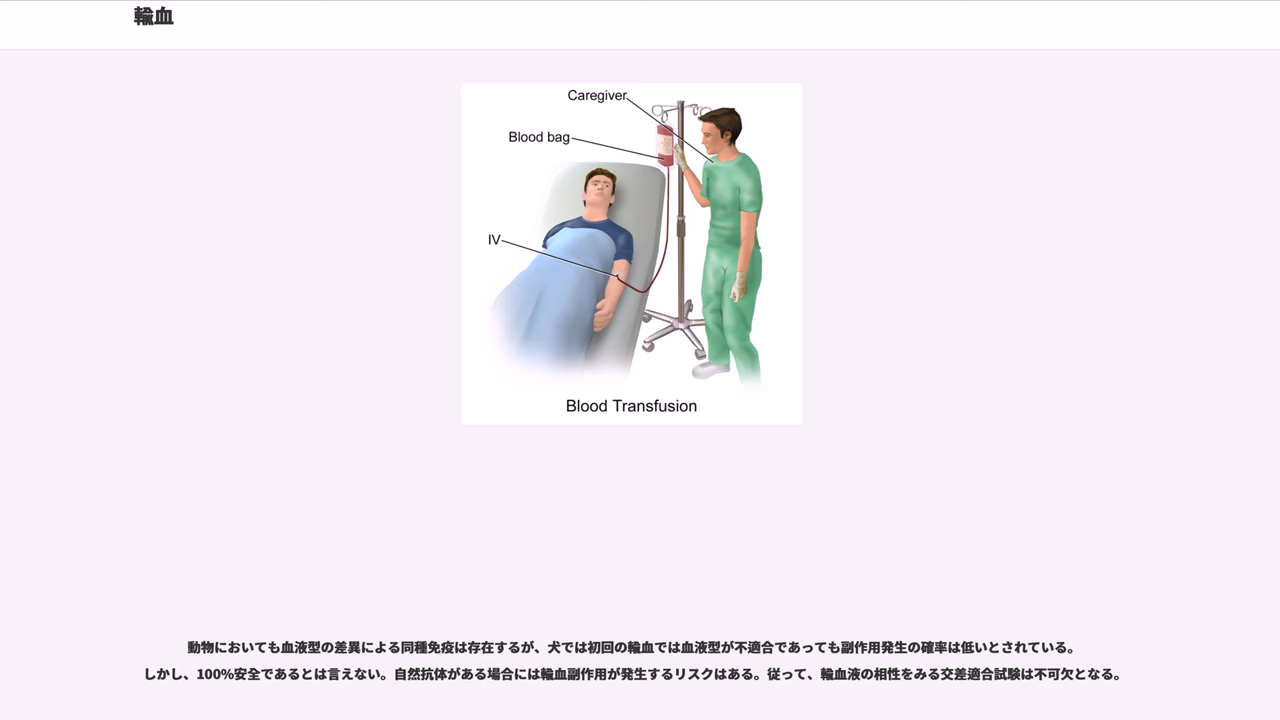 輸血
Caregiver
Blood bag
IV
Blood Transfusion
動物においても血液型の差異による同種免疫は存在するが、犬では初回の輸血では血液型が不適合であっても副作用発生の確率は低いとされている。
しかし、100%安全であるとは言えない。自然抗体がある場合には輸血副作用が発生するリスクはある。従って、輸血液の相性をみる交差適合試験は不可欠となる。